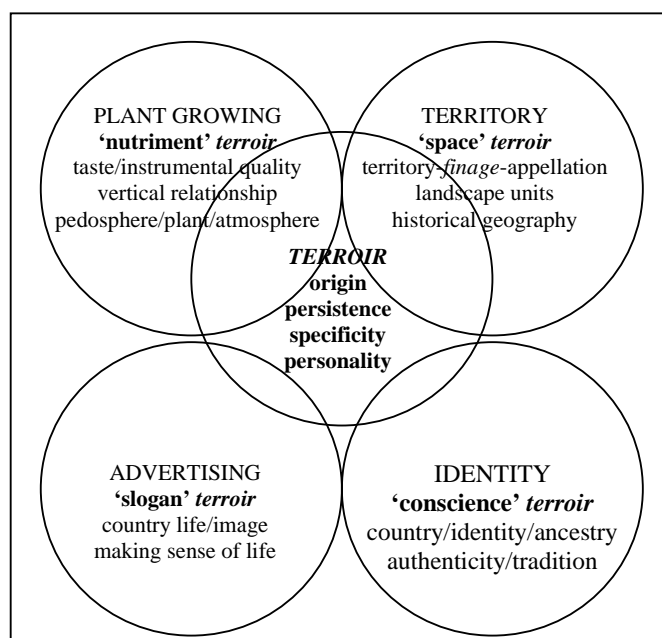 PLANT GROWING
‘nutriment’ terroir
taste/instrumental quality
vertical relationship
pedosphere/plant/atmosphere
TERRITORY
‘space’ terroir
territory-finage-appellation
landscape units
historical geography
TERROIR
origin
persistence
specificity
personality
ADVERTISING
‘slogan’ terroir
country life/image
making sense of life
IDENTITY
‘conscience’ terroir
country/identity/ancestry
authenticity/tradition